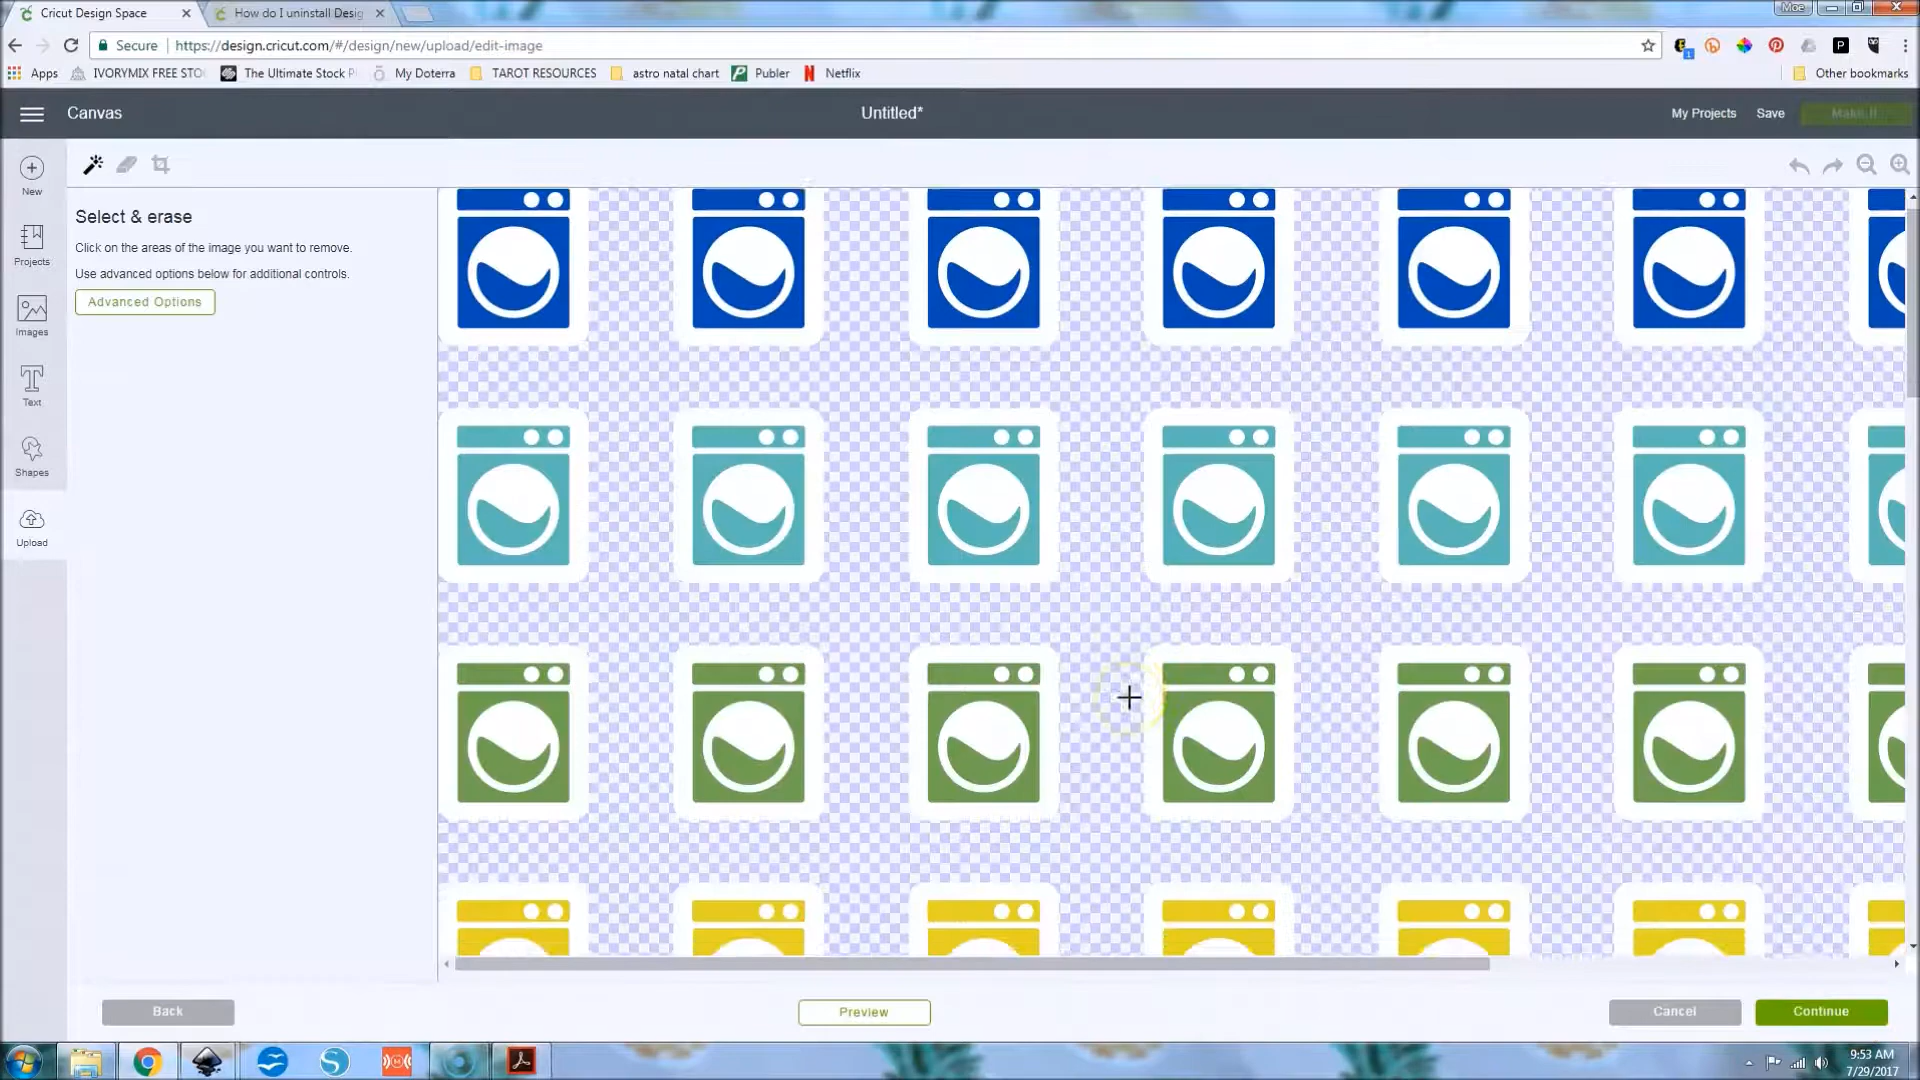 Cricut Design Space
How do I uninstall Desig
Moe
Secure
https://design.cricut.com/#/design/new/upload/edit-image
1
P
Apps
IVORYMIX FREE STO
The Ultimate Stock P
My Doterra
TAROT RESOURCES
astro natal chart
Publer
Netflix
Other bookmarks
Canvas
Untitled*
My Projects
Save
Make It
New
Projects
Images
Text
Shapes
Upload
Select & erase
Click on the areas of the image you want to remove.
Use advanced options below for additional controls.
Advanced Options
Back
Preview
Cancel
Continue
9:53 AM
7/29/2017